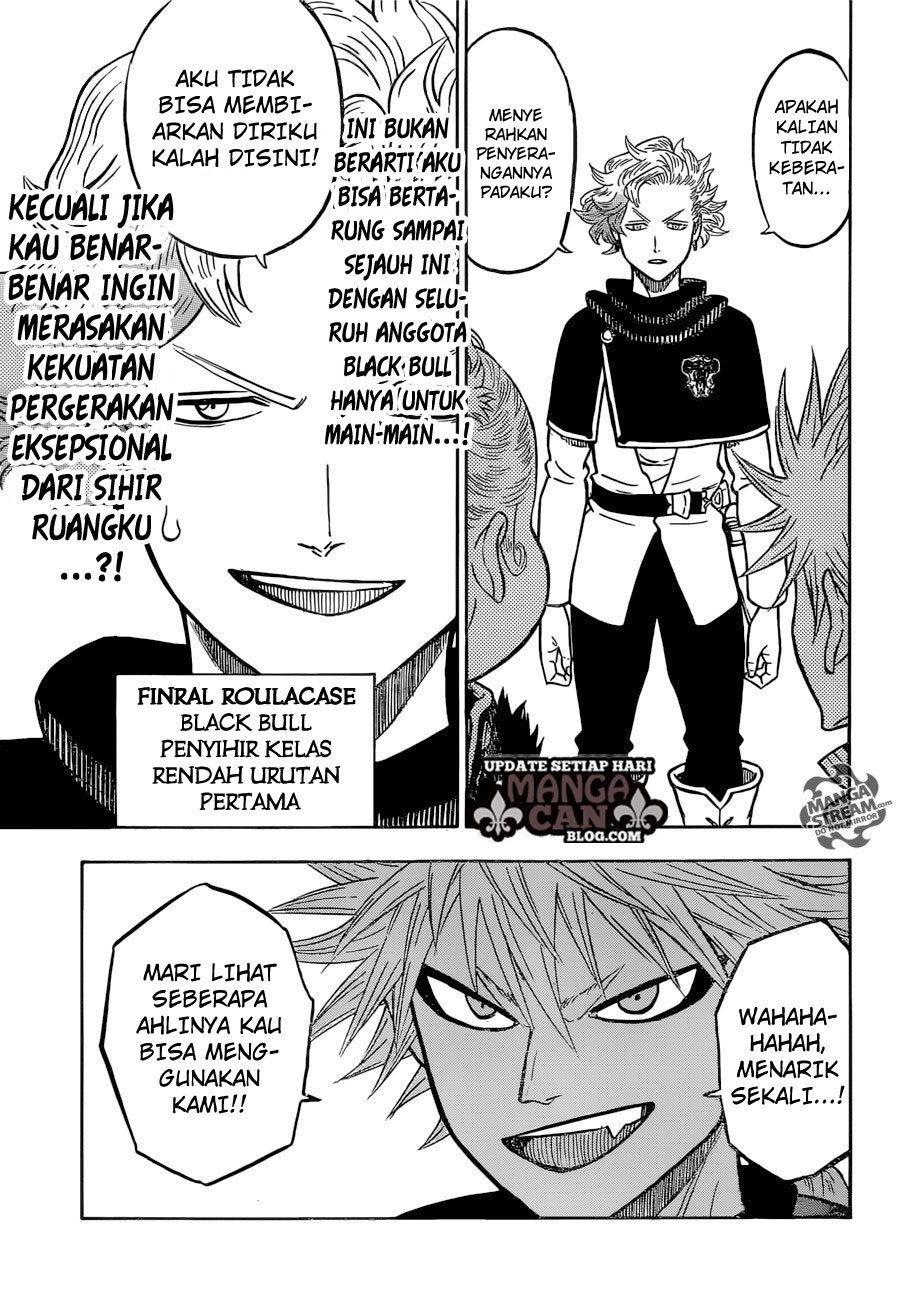 APAKAH
KALIAN
TIDAK
KEBERA-
TAN...
MENYE
RAHKAN
PENYERA-
NGANNYA
PADAKU?
INI BUKAN
BERARTI AKU
BISA BERTA-
RUNG SAMPAI
SEJAUH INI
DENGAN SELU-
RUH ANGGOTA
BLACK BULL
HANYA UNTUK
MAIN-MAIN...!
AKU TIDAK
BISA MEMBI-
ARKAN DIRIKU
KALAH DISINI!
KECUALI JIKA
KAU BENAR-
BENAR INGIN
MERASAKAN
KEKUATAN
PERGERAKAN
EKSEPSIONAL
DARI SIHIR
RUANGKU
...?!
FINRAL ROULACASE
BLACK BULL
PENYIHIR KELAS
RENDAH URUTAN
PERTAMA
UPDATE SETIAP HARI
MANGA
CAN
BLOG.COM
MANGA
STREAM.com
DO NOT MIRROR
WAHAHA-
HAHAH,
MENARIK
SEKALI...!
MARI LIHAT
SEBERAPA
AHLINYA KAU
BISA MENG-
GUNAKAN
KAMI!!